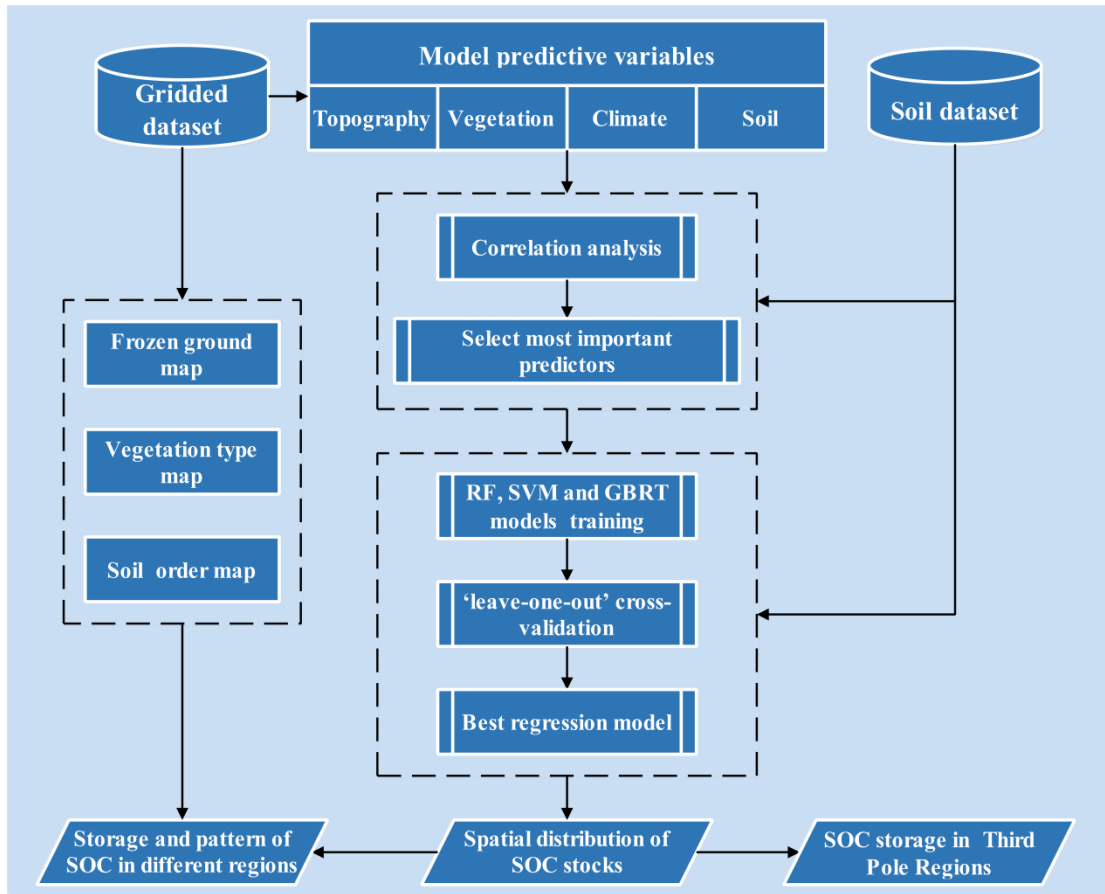 Gridded
dataset
Model predictive variables
Topography
Vegetation
Climate
Soil
Soil dataset
Correlation analysis
Select most important
predictors
Frozen ground
map
Vegetation type
map
Soil order map
RF, SVM and GBRT
models training
‘leave-one-out’ cross-
validation
Best regression model
Storage and pattern of
SOC in different regions
Spatial distribution of
SOC stocks
SOC storage in Third
Pole Regions